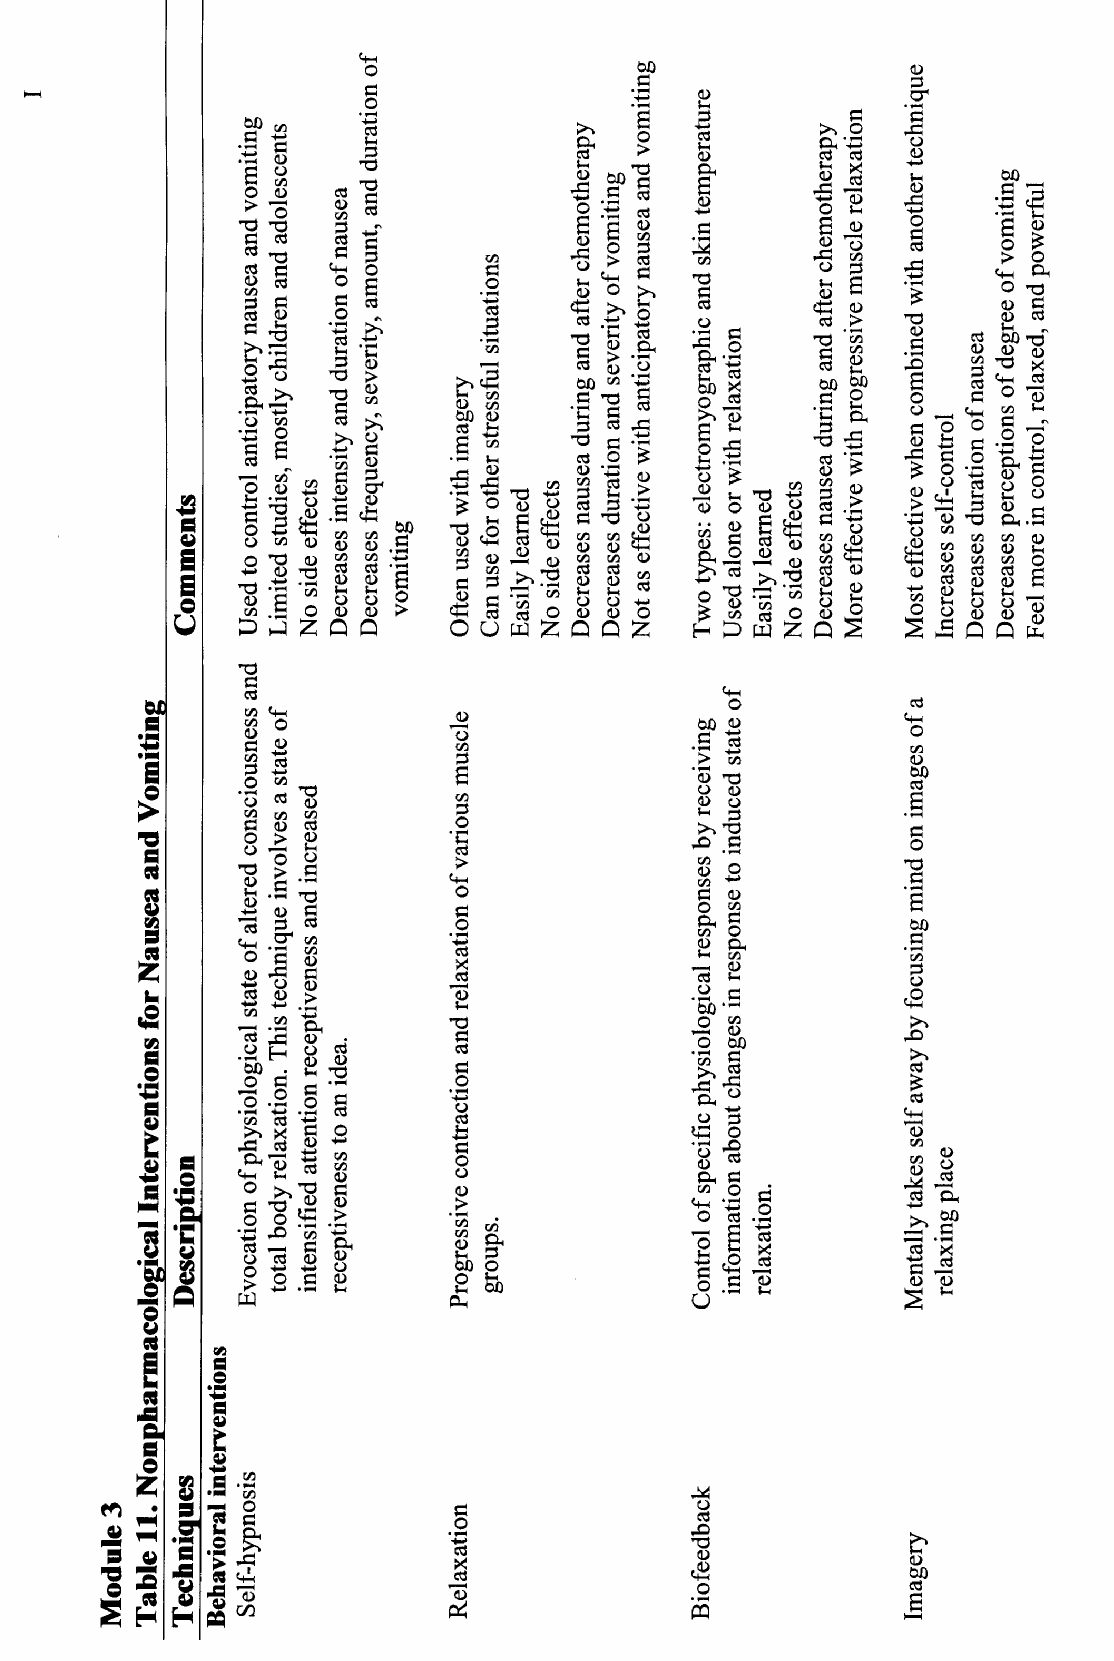 I
Module 3
Table 11. Nonpharmacological Interventions for Nausea and Vomiting
Techniques Description Comments
Behavioral interventions
Self-hypnosis
Evocation of physiological state of altered consciousness and
total body relaxation. This technique involves a state of
intensified attention receptiveness and increased
receptiveness to an idea.
Used to control anticipatory nausea and vomiting
Limited studies, mostly children and adolescents
No side effects
Decreases intensity and duration of nausea
Decreases frequency, severity, amount, and duration of
vomiting
Relaxation
Progressive contraction and relaxation of various muscle
groups.
Often used with imagery
Can use for other stressful situations
Easily learned
No side effects
Decreases nausea during and after chemotherapy
Decreases duration and severity of vomiting
Not as effective with anticipatory nausea and vomiting
Biofeedback
Control of specific physiological responses by receiving
information about changes in response to induced state of
relaxation.
Two types: electromyographic and skin temperature
Used alone or with relaxation
Easily learned
No side effects
Decreases nausea during and after chemotherapy
More effective with progressive muscle relaxation
Imagery
Mentally takes self away by focusing mind on images of a
relaxing place
Most effective when combined with another technique
Increases self-control
Decreases duration of nausea
Decreases perceptions of degree of vomiting
Feel more in control, relaxed, and powerful